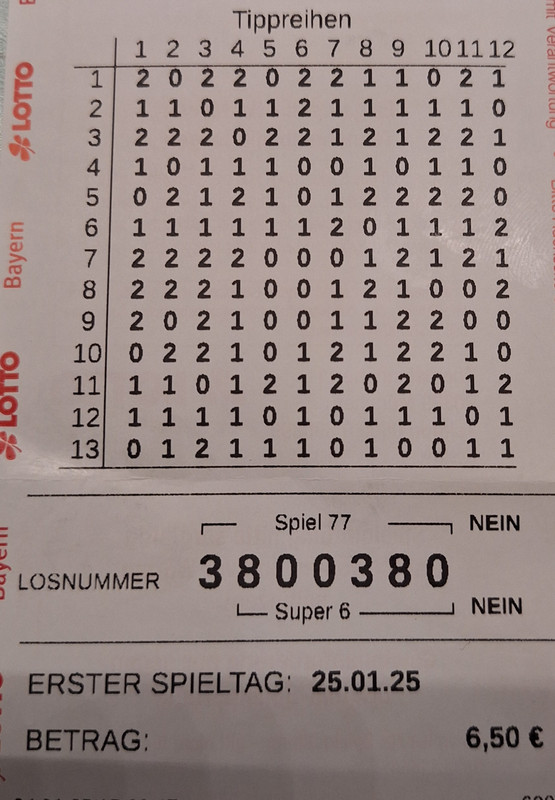 Tippreihen
1 2 3 4 5 6 7 8 9 10 11 12
1 2 0 2 2 0 2 2 1 1 0 2 1
2 1 1 0 1 1 2 1 1 1 1 1 0
3 2 2 2 0 2 2 1 2 1 2 2 1
4 1 0 1 1 1 0 0 1 0 1 1 0
5 0 2 1 2 1 0 1 2 2 2 2 0
6 1 1 1 1 1 1 2 0 1 1 1 2
7 2 2 2 2 0 0 0 1 2 1 2 1
8 2 2 2 1 0 0 1 2 1 0 0 2
9 2 0 2 1 0 0 1 1 2 2 0 0
10 0 2 2 1 0 1 2 1 2 2 1 0
11 1 1 0 1 2 1 2 0 2 0 1 2
12 1 1 1 1 0 1 0 1 1 1 0 1
13 0 1 2 1 1 1 0 1 0 0 1 1
Spiel 77 NEIN
LOSNUMMER 3800380
Super 6 NEIN
ERSTER SPIELTAG: 25.01.25
BETRAG: 6,50 €
LOTTO
Bayern
LOTTO
Bayern
mit Verantwortung